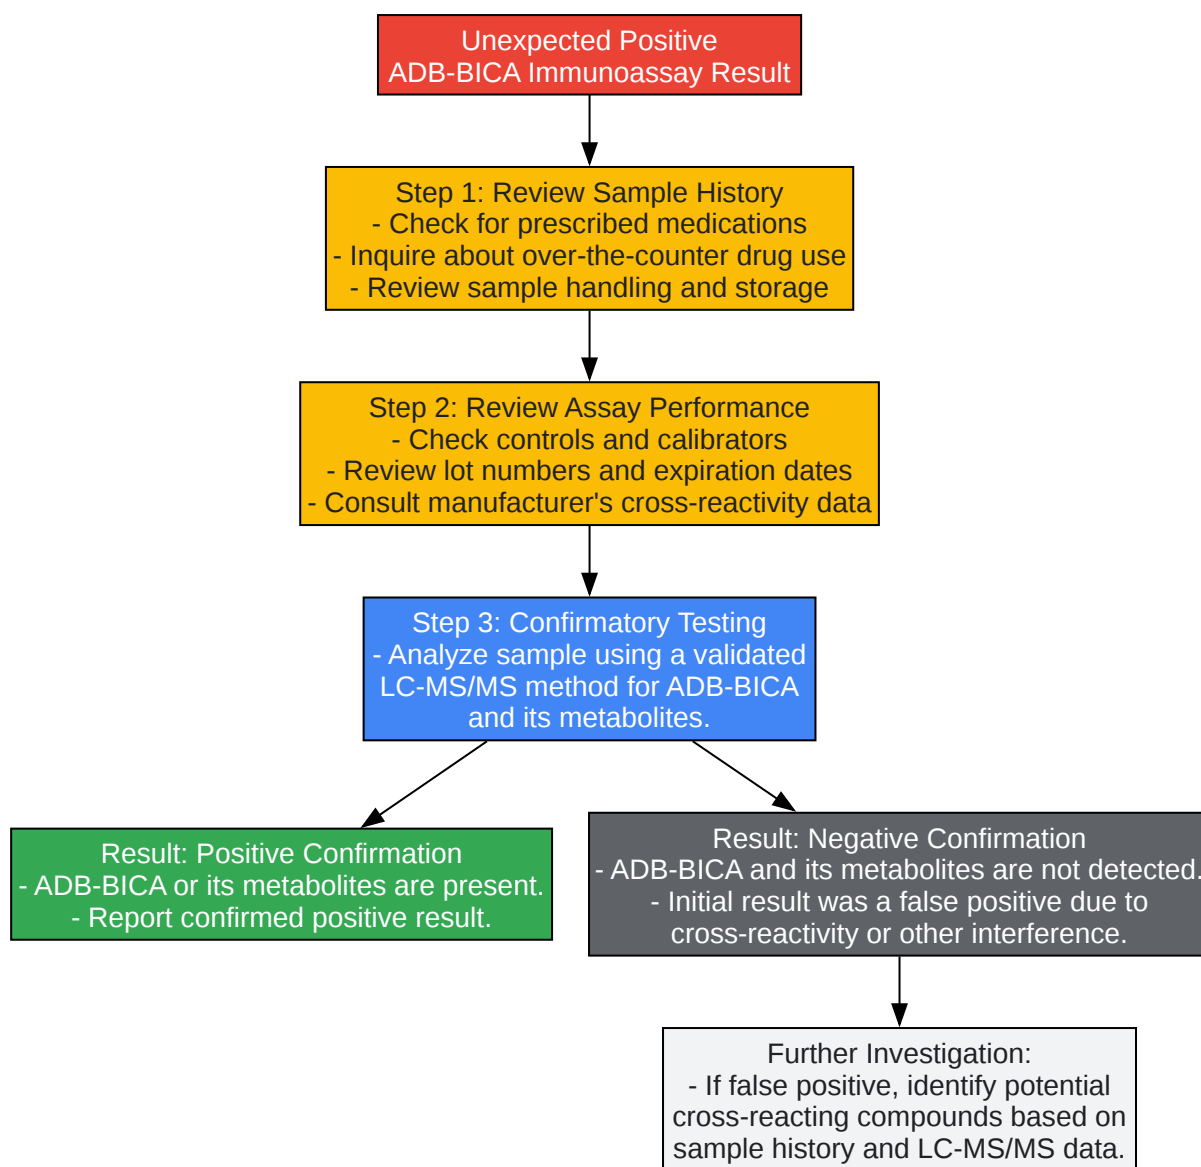 Unexpected Positive
ADB-BICA Immunoassay Result
Step 1: Review Sample History
- Check for prescribed medications
- Inquire about over-the-counter drug use
- Review sample handling and storage
Step 2: Review Assay Performance
- Check controls and calibrators
- Review lot numbers and expiration dates
- Consult manufacturer's cross-reactivity data
Step 3: Confirmatory Testing
- Analyze sample using a validated
LC-MS/MS method for ADB-BICA
and its metabolites.
Result: Positive Confirmation
- ADB-BICA or its metabolites are present.
- Report confirmed positive result.
Result: Negative Confirmation
- ADB-BICA and its metabolites are not detected.
- Initial result was a false positive due to
cross-reactivity or other interference.
Further Investigation:
- If false positive, identify potential
cross-reacting compounds based on
sample history and LC-MS/MS data.